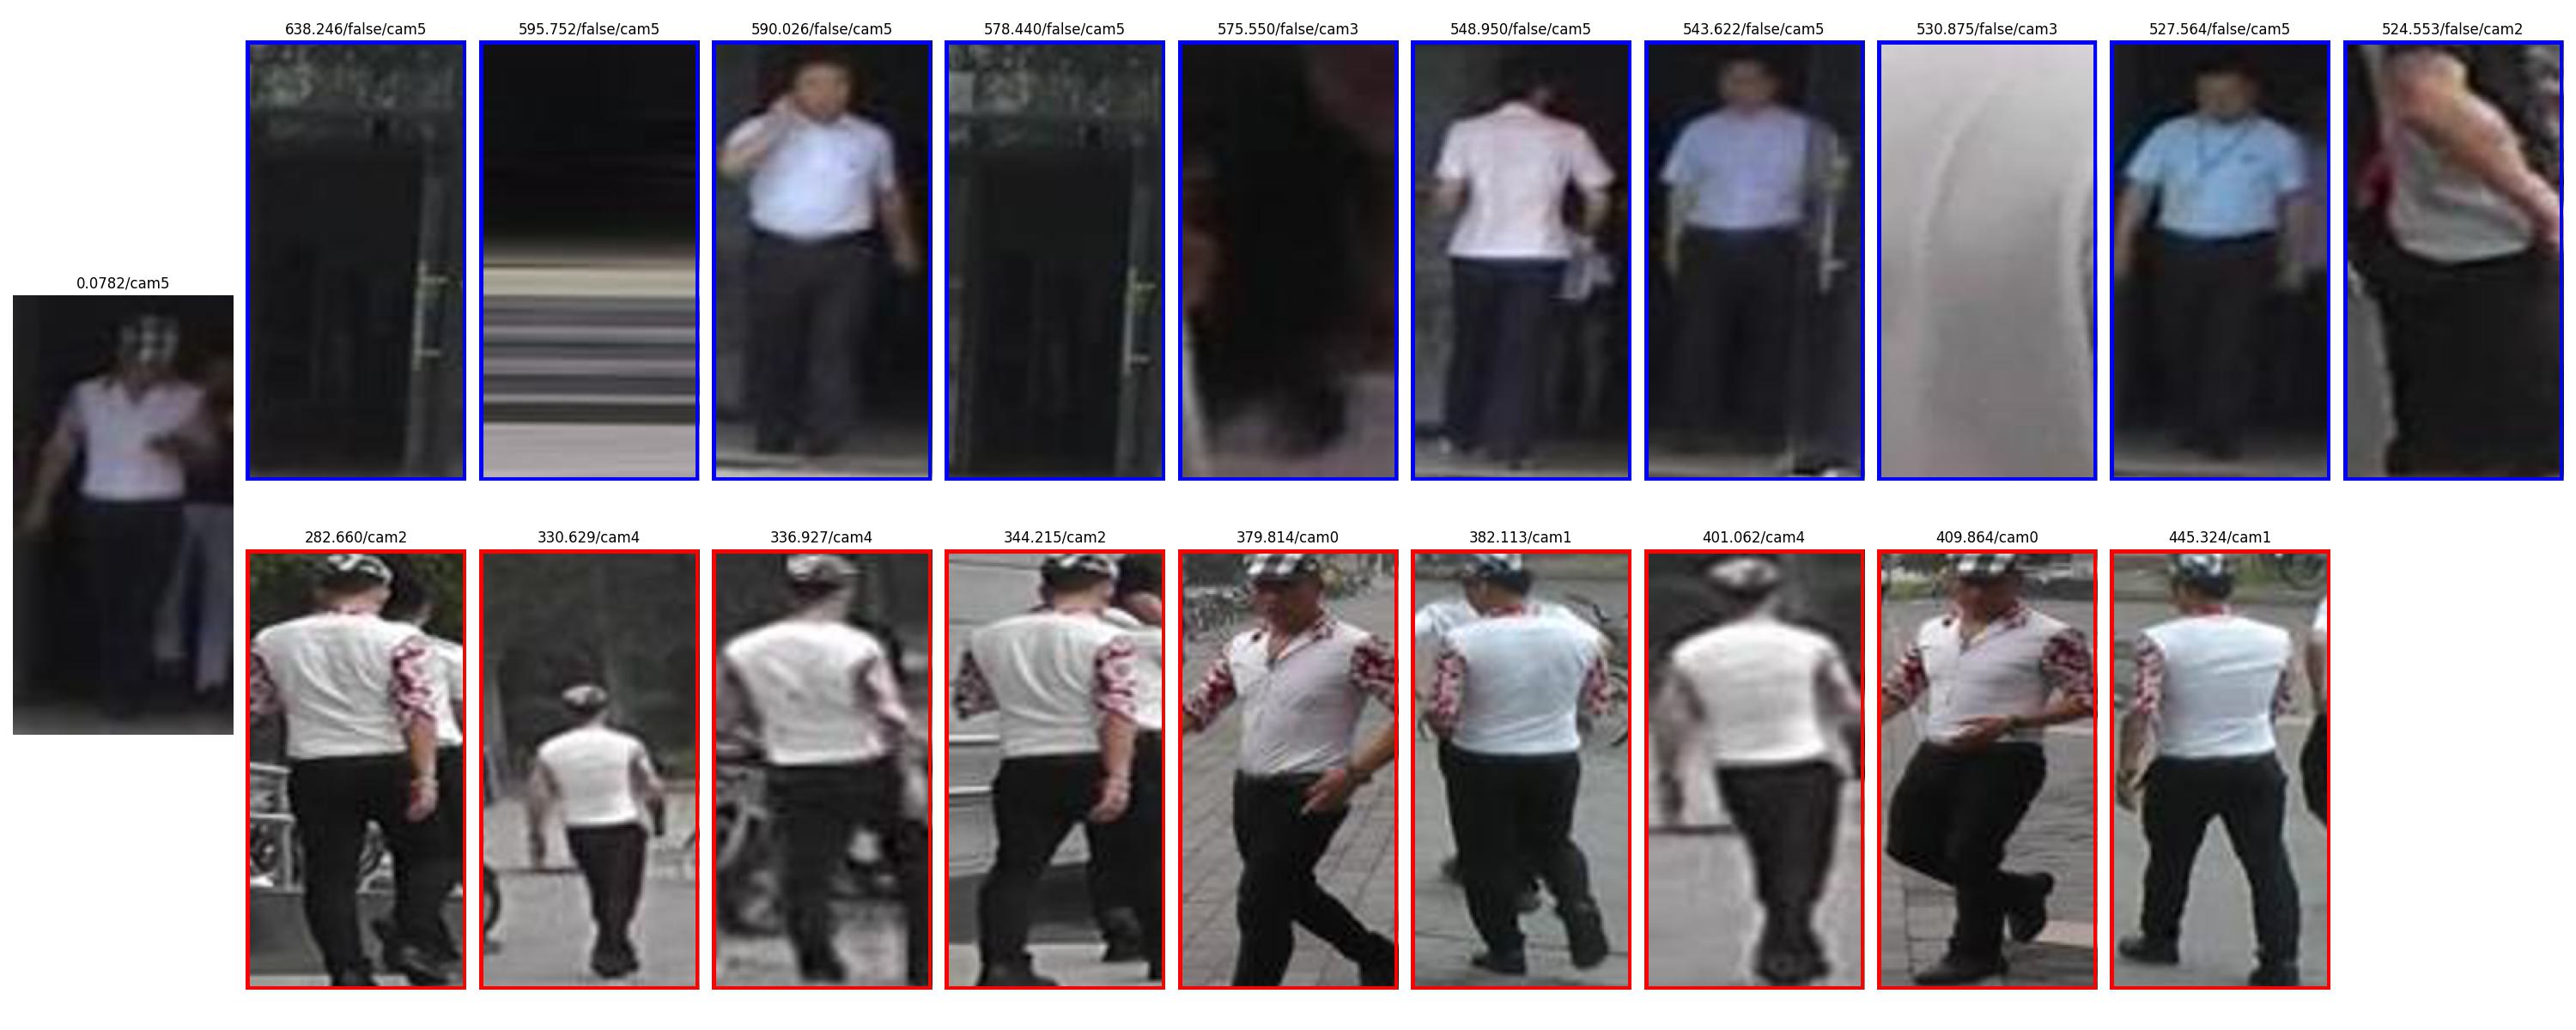 638.246/false/cam5
595.752/false/cam5
590.026/false/cam5
578.440/false/cam5
575.550/false/cam3
548.950/false/cam5
543.622/false/cam5
530.875/false/cam3
527.564/false/cam5
524.553/false/cam2
0.0782/cam5
282.660/cam2
330.629/cam4
336.927/cam4
344.215/cam2
379.814/cam0
382.113/cam1
401.062/cam4
409.864/cam0
445.324/cam1